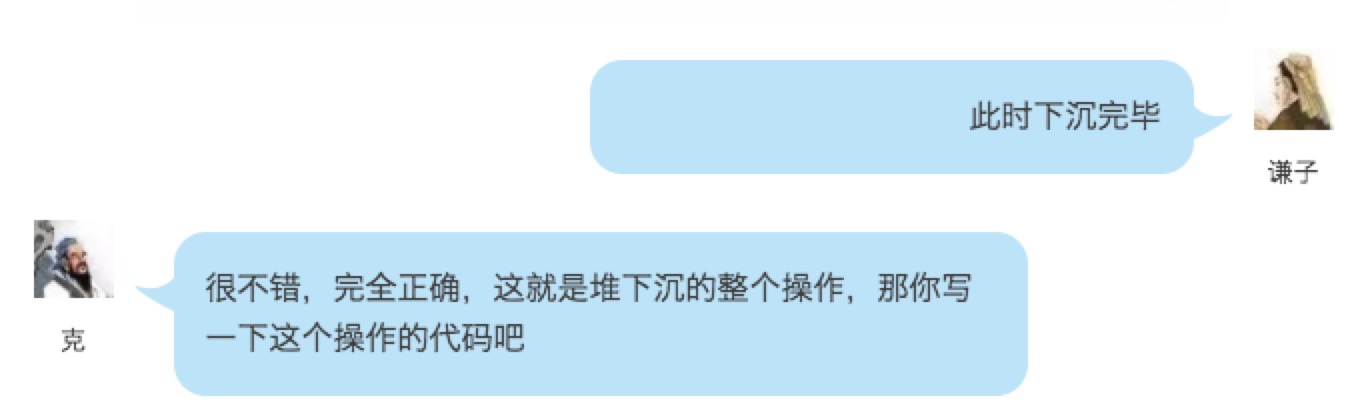 此时下沉完毕
谦子
很不错，完全正确，这就是堆下沉的整个操作，那你写
一下这个操作的代码吧
克